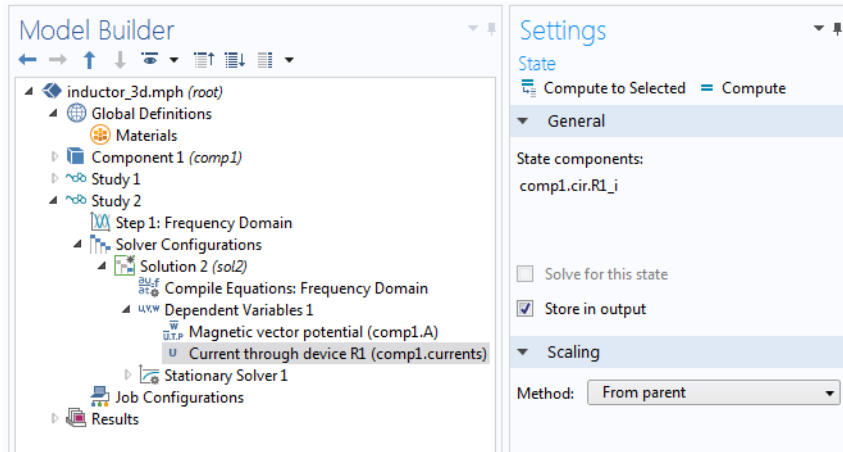 Model Builder
inductor_3d.mph (root)
Global Definitions
Materials
Component 1 (comp1)
Study 1
Study 2
Step 1: Frequency Domain
Solver Configurations
Solution 2 (sol2)
Compile Equations: Frequency Domain
Dependent Variables 1
Magnetic vector potential (comp1.A)
Current through device R1 (comp1.currents)
Stationary Solver 1
Job Configurations
Results
Settings
State
Compute to Selected = Compute
General
State components:
comp1.cir.R1_i
Solve for this state
Store in output
Scaling
Method: From parent